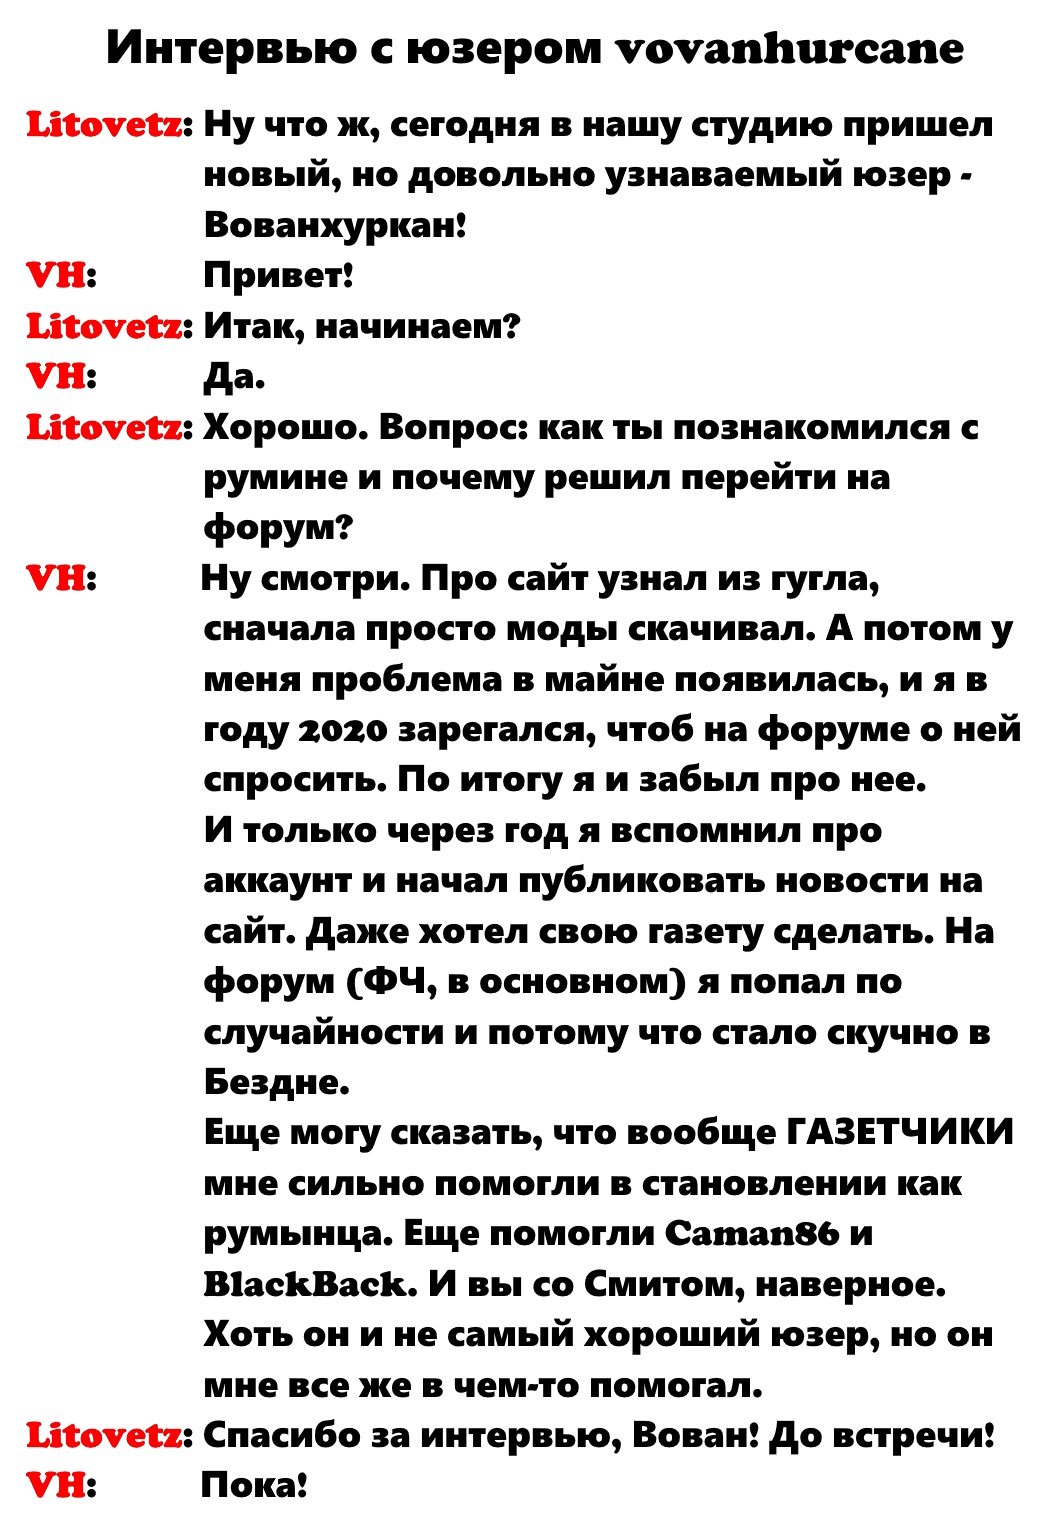 Интервью с юзером vovanhurcane
Litovetz: Ну что ж, сегодня в нашу студию пришел
новый, но довольно узнаваемый юзер -
Вованхуркан!
VH: Привет!
Litovetz: Итак, начинаем?
VH: Да.
Litovetz: Хорошо. Вопрос: как ты познакомился с
румине и почему решил перейти на
форум?
VH: Ну смотри. Про сайт узнал из гугла,
сначала просто моды скачивал. А потом у
меня проблема в майне появилась, и я в
году 2020 зарегался, чтоб на форуме о ней
спросить. По итогу я и забыл про нее.
И только через год я вспомнил про
аккаунт и начал публиковать новости на
сайт. Даже хотел свою газету сделать. На
форум (ФЧ, в основном) я попал по
случайности и потому что стало скучно в
Бездне.
Еще могу сказать, что вообще ГАЗЕТЧИКИ
мне сильно помогли в становлении как
румынца. Еще помогли Caman86 и
BlackBack. И вы со Смитом, наверное.
Хоть он и не самый хороший юзер, но он
мне все же в чем-то помогал.
Litovetz: Спасибо за интервью, Вован! До встречи!
VH: Пока!